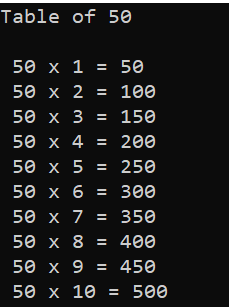 Table of 50
50 x 1 = 50
50 x 2 = 100
50 x 3 = 150
50 x 4 = 200
50 x 5 = 250
50 x 6 = 300
50 x 7 = 350
50 x 8 = 400
50 x 9 = 450
50 x 10 = 500